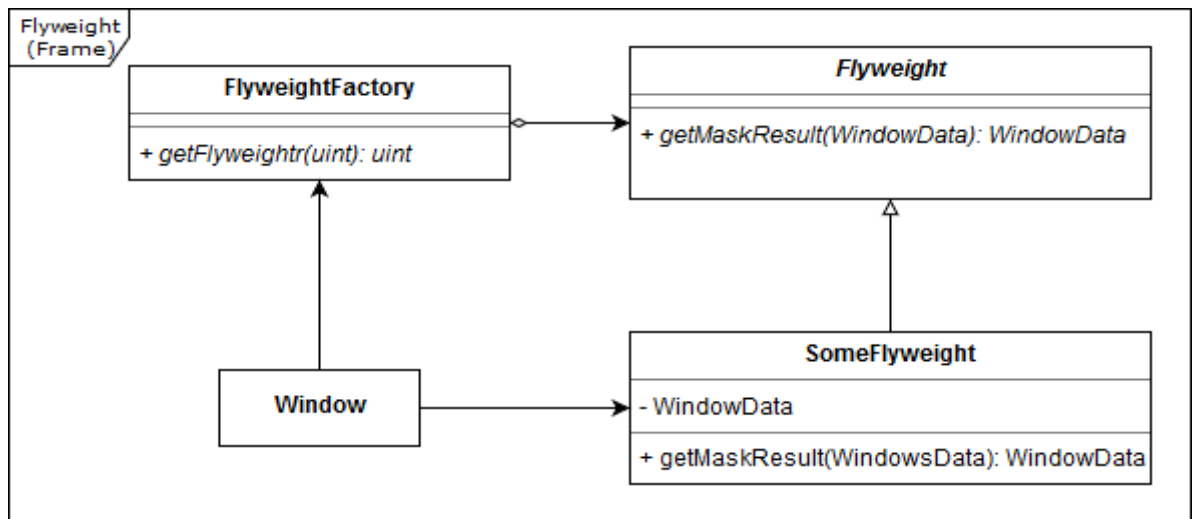 Flyweight
(Frame)
FlyweightFactory
+ getFlyweightr(uint): uint
Flyweight
+ getMaskResult(WindowData): WindowData
Window
SomeFlyweight
- WindowData
+ getMaskResult(WindowsData): WindowData